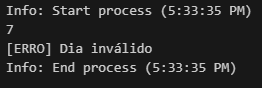 Info: Start process (5:33:35 PM)
7
[ERRO] Dia inválido
Info: End process (5:33:35 PM)